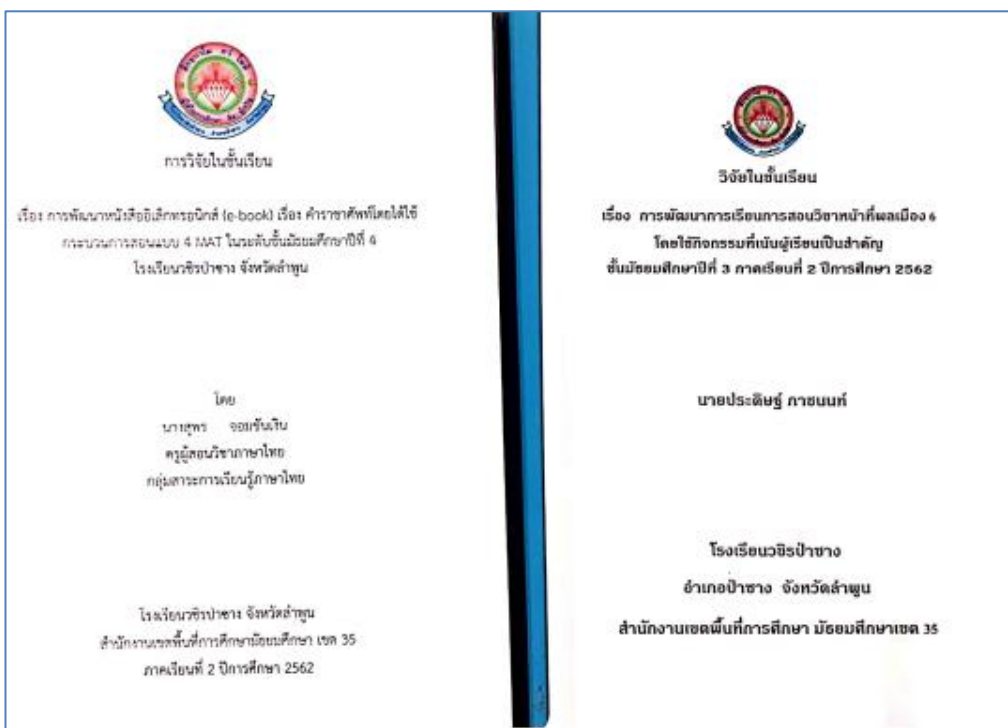 การวิจัยในชั้นเรียน
เรื่อง การพัฒนาหนังสืออิเล็กทรอนิกส์ (e-book) เรื่อง คำราชาศัพท์โดยได้ใช้
กระบวนการสอนแบบ 4 MAT ในระดับชั้นมัธยมศึกษาปีที่ 4
โรงเรียนวชิรป่าซาง จังหวัดลำพูน
โดย
นางสุพร จอมขันเงิน
ครูผู้สอนวิชาภาษาไทย
กลุ่มสาระการเรียนรู้ภาษาไทย
โรงเรียนวชิรป่าซาง จังหวัดลำพูน
สำนักงานเขตพื้นที่การศึกษามัธยมศึกษา เขต 35
ภาคเรียนที่ 2 ปีการศึกษา 2562
วิจัยในชั้นเรียน
เรื่อง การพัฒนาการเรียนการสอนวิชาหน้าที่พลเมือง 6
โดยใช้กิจกรรมที่เน้นผู้เรียนเป็นสำคัญ
ชั้นมัธยมศึกษาปีที่ 3 ภาคเรียนที่ 2 ปีการศึกษา 2562
นายประดิษฐ์ ภาชนนท์
โรงเรียนวชิรป่าซาง
อำเภอป่าซาง จังหวัดลำพูน
สำนักงานเขตพื้นที่การศึกษา มัธยมศึกษาเขต 35